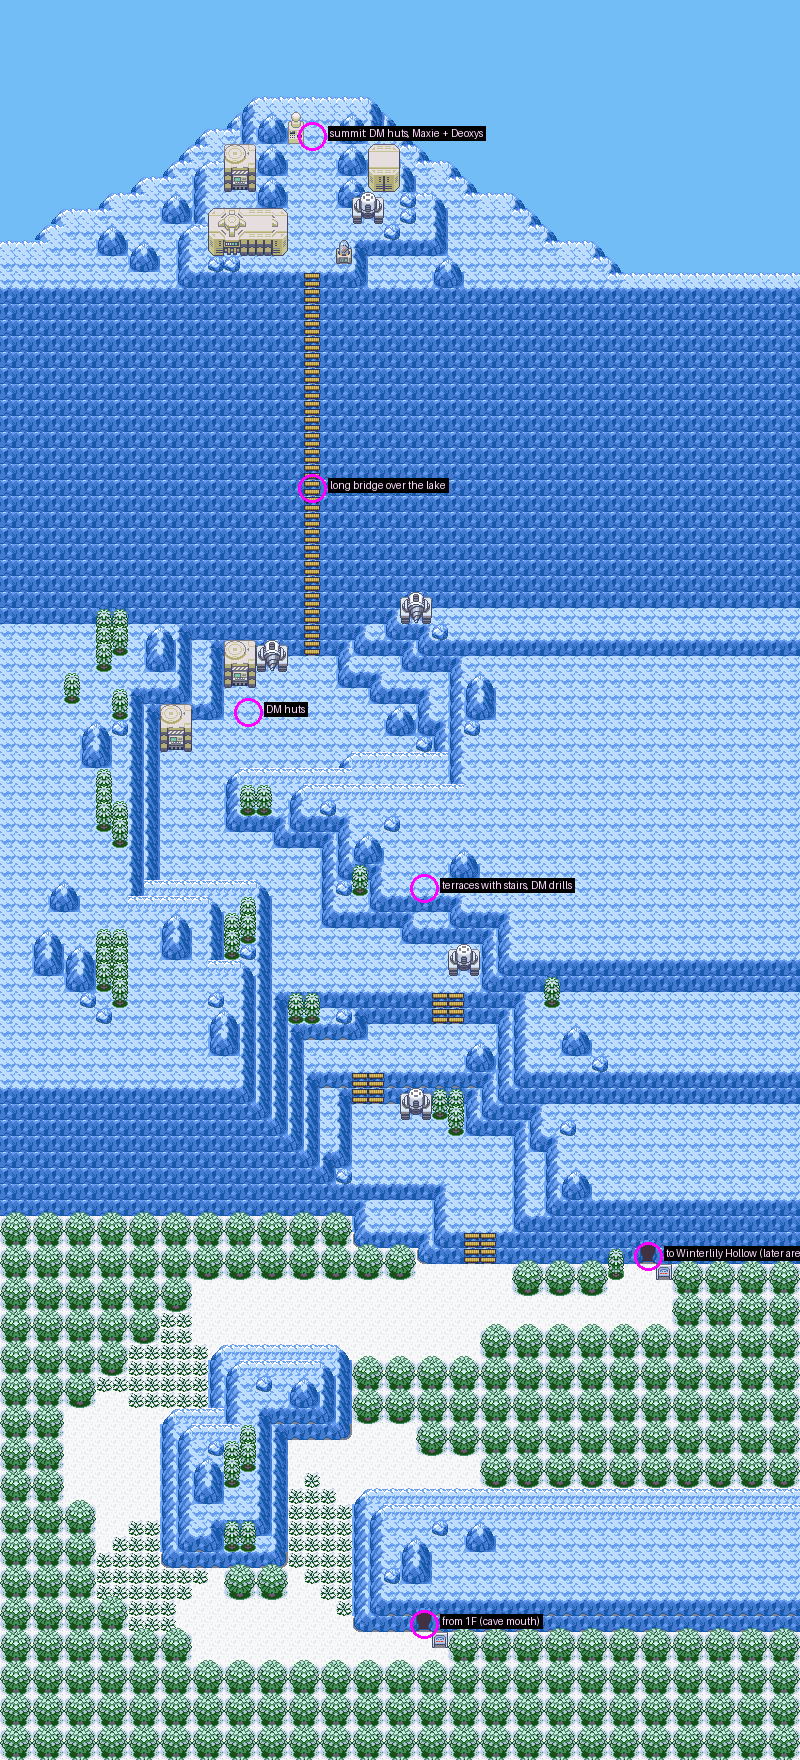 summit: DM huts, Maxie + Deoxys
long bridge over the lake
DM huts
terraces with stairs, DM drills
to Winterlily Hollow (later are
from 1F (cave mouth)